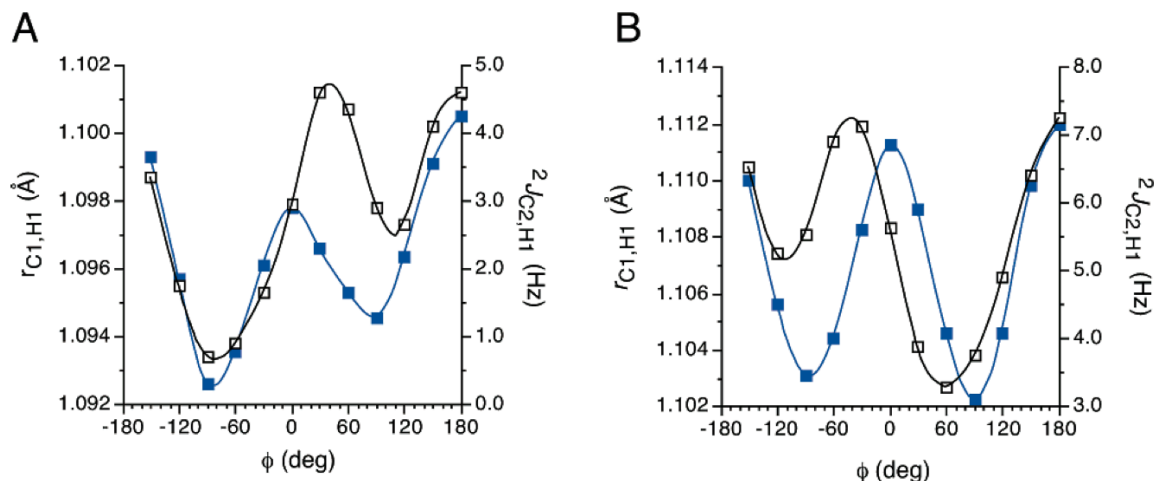 A
r_C1,H1 (Å)
1.102
1.100
1.098
1.096
1.094
1.092
5.0
4.0
3.0
2.0
1.0
0.0
²J_C2,H1 (Hz)
-180 -120 -60 0 60 120 180
ϕ (deg)
B
r_C1,H1 (Å)
1.114
1.112
1.110
1.108
1.106
1.104
1.102
8.0
7.0
6.0
5.0
4.0
3.0
²J_C2,H1 (Hz)
-180 -120 -60 0 60 120 180
ϕ (deg)